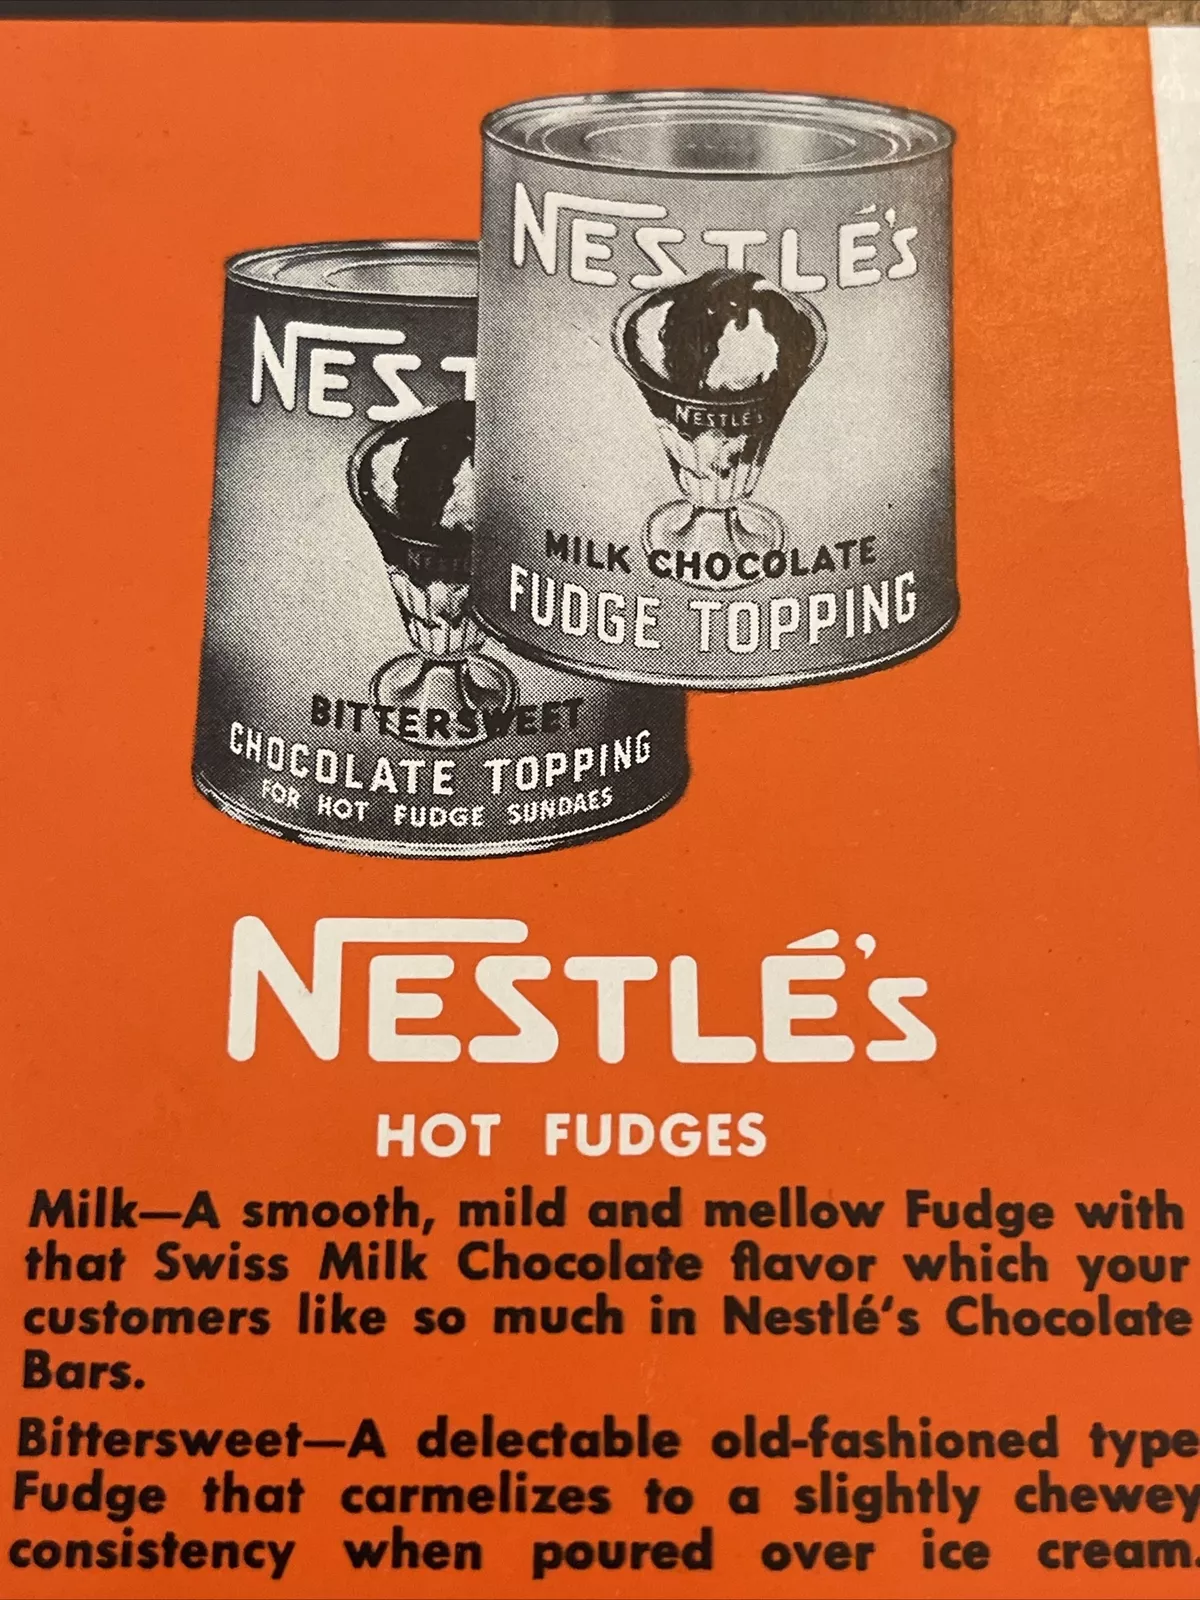 NESTLÉ'S
NESTLÉ'S
MILK CHOCOLATE
FUDGE TOPPING
NEST
NEST
BITTERSWEET
CHOCOLATE TOPPING
FOR HOT FUDGE SUNDAES
NESTLÉ'S
HOT FUDGES
Milk—A smooth, mild and mellow Fudge with
that Swiss Milk Chocolate flavor which your
customers like so much in Nestlé's Chocolate
Bars.
Bittersweet—A delectable old-fashioned type
Fudge that carmelizes to a slightly chewey
consistency when poured over ice cream.